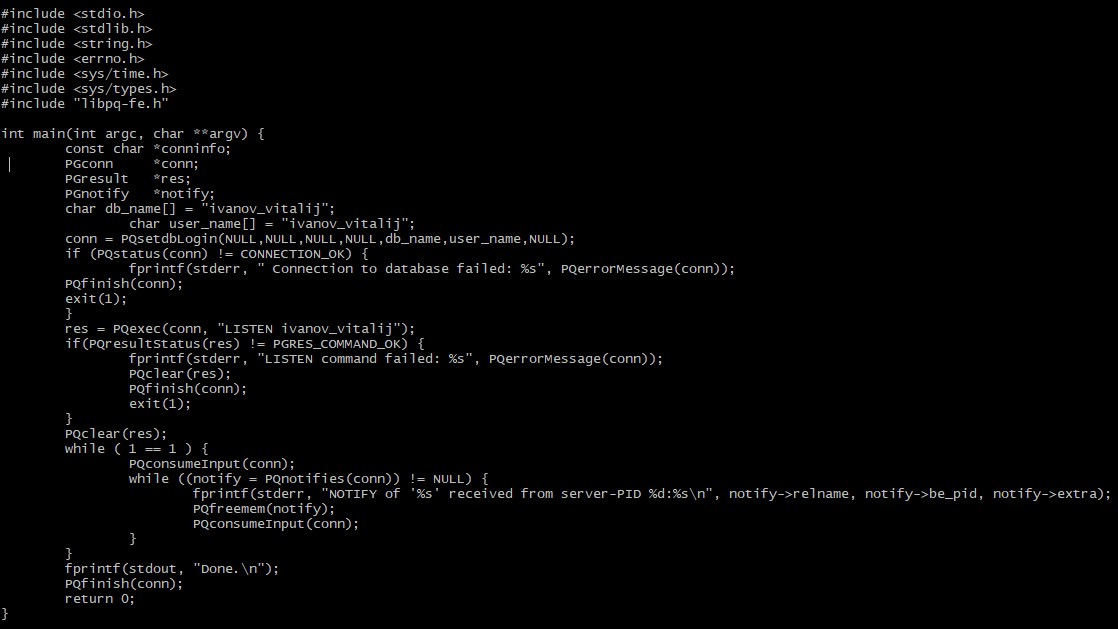 #include <stdio.h>
#include <stdlib.h>
#include <string.h>
#include <errno.h>
#include <sys/time.h>
#include <sys/types.h>
#include "libpq-fe.h"

int main(int argc, char **argv) {
        const char *conninfo;
        PGconn     *conn;
        PGresult   *res;
        PGnotify   *notify;
        char db_name[] = "ivanov_vitalij";
                char user_name[] = "ivanov_vitalij";
        conn = PQsetdbLogin(NULL,NULL,NULL,NULL,db_name,user_name,NULL);
        if (PQstatus(conn) != CONNECTION_OK) {
                fprintf(stderr, " Connection to database failed: %s", PQerrorMessage(conn));
        PQfinish(conn);
        exit(1);
        }
        res = PQexec(conn, "LISTEN ivanov_vitalij");
        if(PQresultStatus(res) != PGRES_COMMAND_OK) {
                fprintf(stderr, "LISTEN command failed: %s", PQerrorMessage(conn));
                PQclear(res);
                PQfinish(conn);
                exit(1);
        }
        PQclear(res);
        while ( 1 == 1 ) {
                PQconsumeInput(conn);
                while ((notify = PQnotifies(conn)) != NULL) {
                        fprintf(stderr, "NOTIFY of '%s' received from server-PID %d:%s\n", notify->relname, notify->be_pid, notify->extra);
                        PQfreemem(notify);
                        PQconsumeInput(conn);
                }
        }
        fprintf(stdout, "Done.\n");
        PQfinish(conn);
        return 0;
}